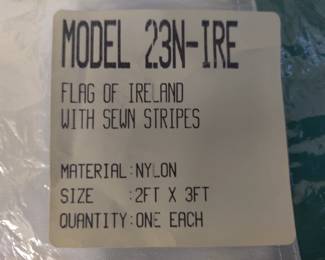 MODEL 23N-IRE
FLAG OF IRELAND
WITH SEWN STRIPES
MATERIAL:NYLON
SIZE :2FT X 3FT
QUANTITY:ONE EACH